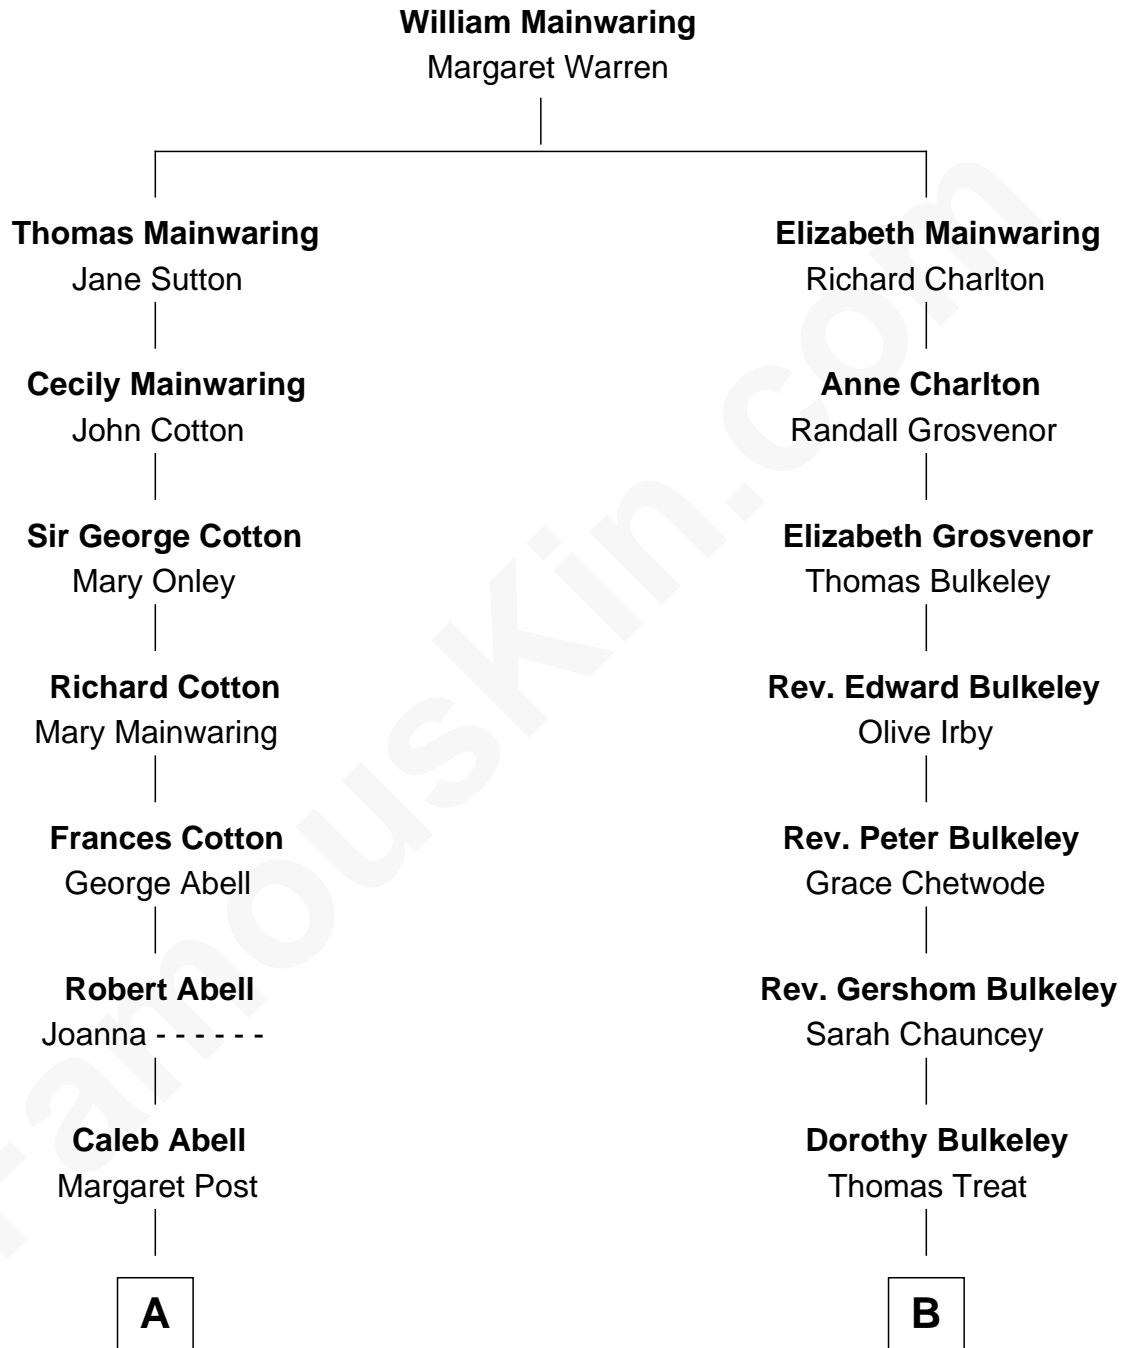 William Mainwaring
Margaret Warren
Thomas Mainwaring
Jane Sutton
Elizabeth Mainwaring
Richard Charlton
Cecily Mainwaring
John Cotton
Anne Charlton
Randall Grosvenor
Sir George Cotton
Mary Onley
Elizabeth Grosvenor
Thomas Bulkeley
Richard Cotton
Mary Mainwaring
Rev. Edward Bulkeley
Olive Irby
Frances Cotton
George Abell
Rev. Peter Bulkeley
Grace Chetwode
Robert Abell
Joanna - - - - - -
Rev. Gershom Bulkeley
Sarah Chauncey
Caleb Abell
Margaret Post
Dorothy Bulkeley
Thomas Treat
A
B
FamousKin.com